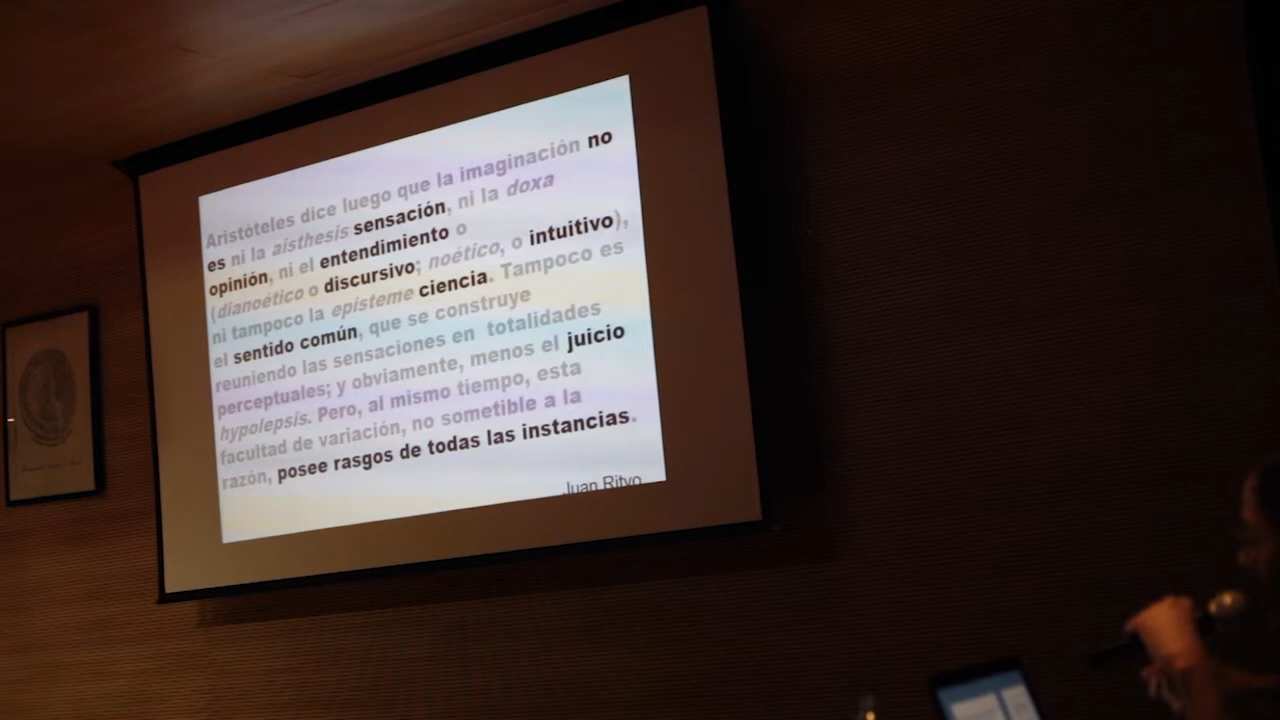 Aristóteles dice luego que la imaginación no
es ni la aisthesis sensación, ni la doxa
opinión, ni el entendimiento o
(dianoético o discursivo; noético, o intuitivo),
ni tampoco la episteme ciencia. Tampoco es
el sentido común, que se construye
reuniendo las sensaciones en totalidades
perceptuales; y obviamente, menos el juicio
hypolepsis. Pero, al mismo tiempo, esta
facultad de variación, no sometible a la
razón, posee rasgos de todas las instancias.
Juan Ritvo